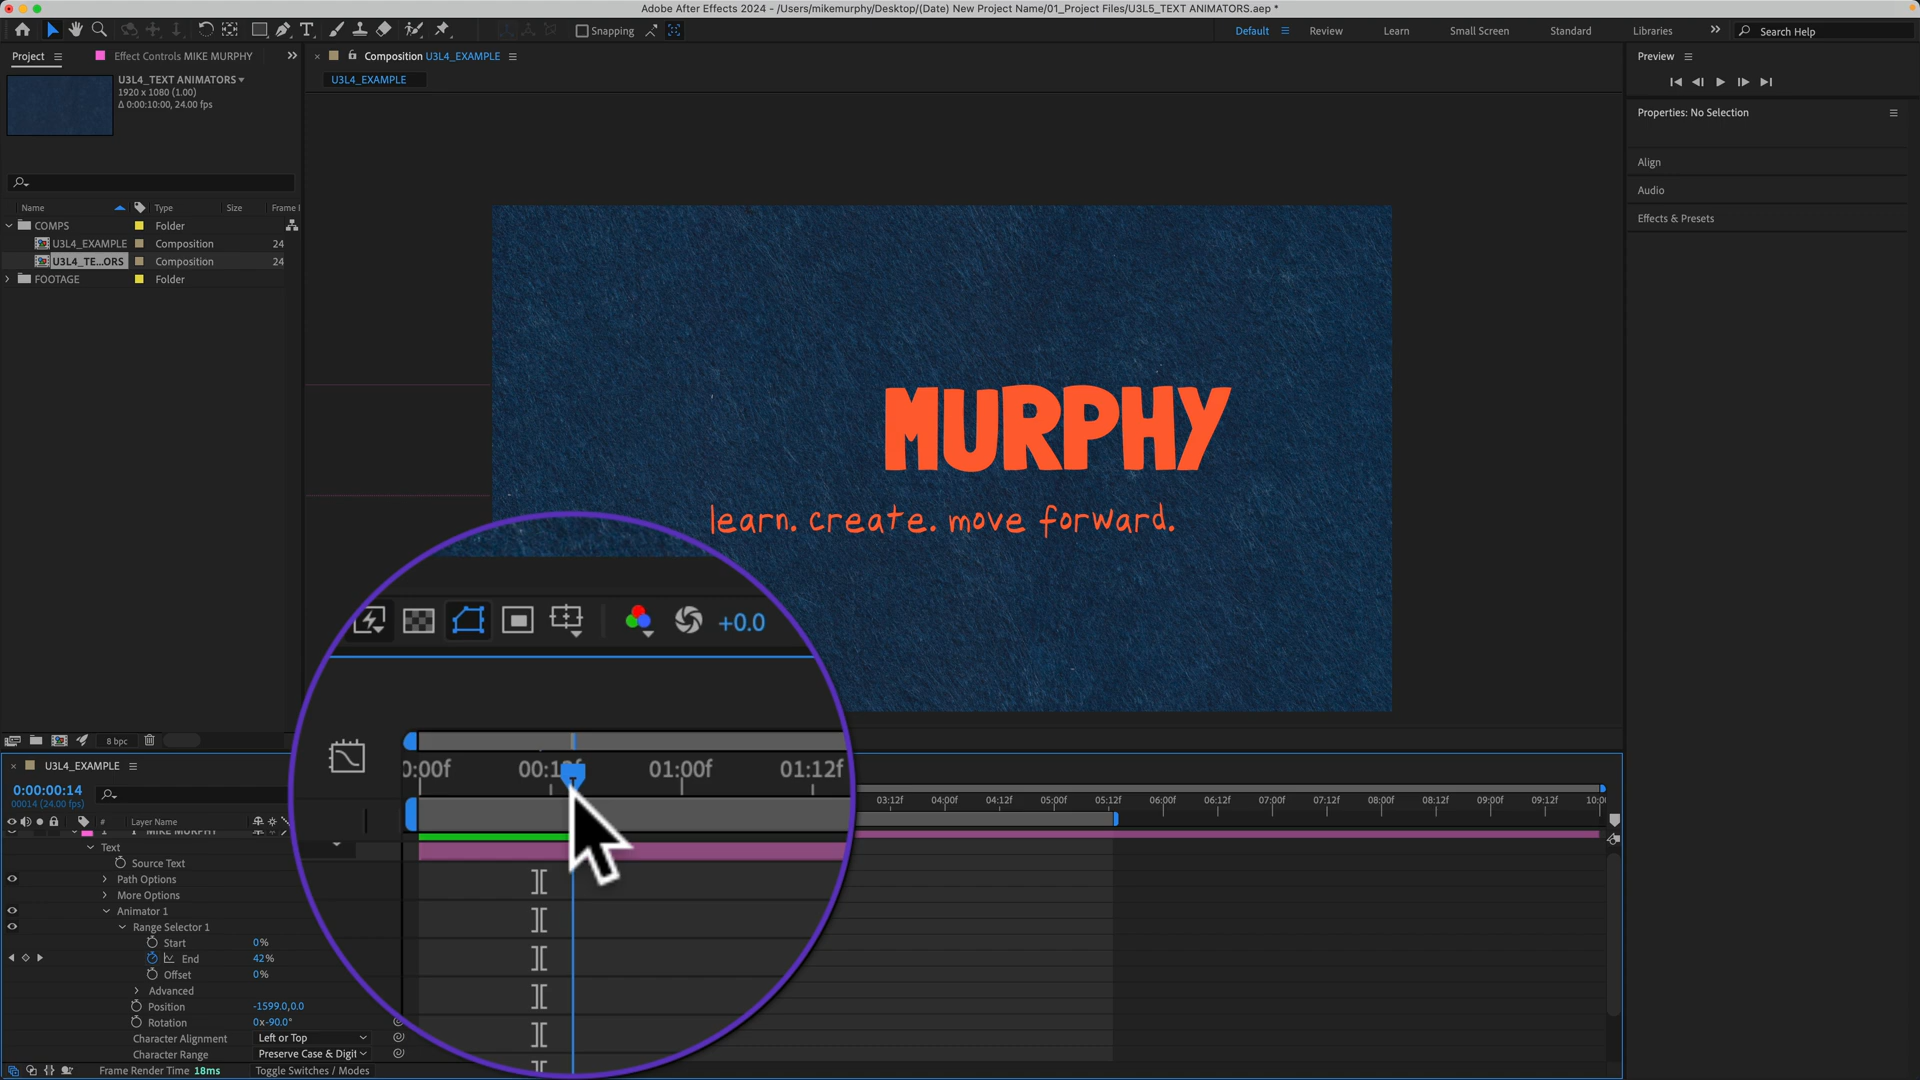 Adobe After Effects 2024 - /Users/mikemurphy/Desktop/(Date) New Project Name/01_Project Files/U3L5_TEXT ANIMATORS.aep *
Snapping
Default
Review
Learn
Small Screen
Standard
Libraries
Search Help
Project
Effect Controls MIKE MURPHY
Composition U3L4_EXAMPLE
Preview
U3L4_TEXT ANIMATORS
1920 x 1080 (1.00)
Δ 0:00:10:00, 24.00 fps
U3L4_EXAMPLE
Properties: No Selection
Align
Audio
Effects & Presets
Name
Type
Size
Frame
COMPS
Folder
U3L4_EXAMPLE
Composition
24
U3L4_TE...ORS
Composition
24
FOOTAGE
Folder
MURPHY
learn. create. move forward.
+0.0
8 bpc
U3L4_EXAMPLE
0:00:00:14
00014 (24.00 fps)
#
Layer Name
0:00f
01:00f
01:12f
03:12f
04:00f
04:12f
05:00f
05:12f
06:00f
06:12f
07:00f
07:12f
08:00f
08:12f
09:00f
09:12f
1
MIKE MURPHY
Text
Source Text
Path Options
More Options
Animator 1
Range Selector 1
Start 0%
End 42%
Offset 0%
Advanced
Position -1599.0,0.0
Rotation 0x-90.0°
Character Alignment Left or Top
Character Range Preserve Case & Digit
Frame Render Time 18ms
Toggle Switches / Modes